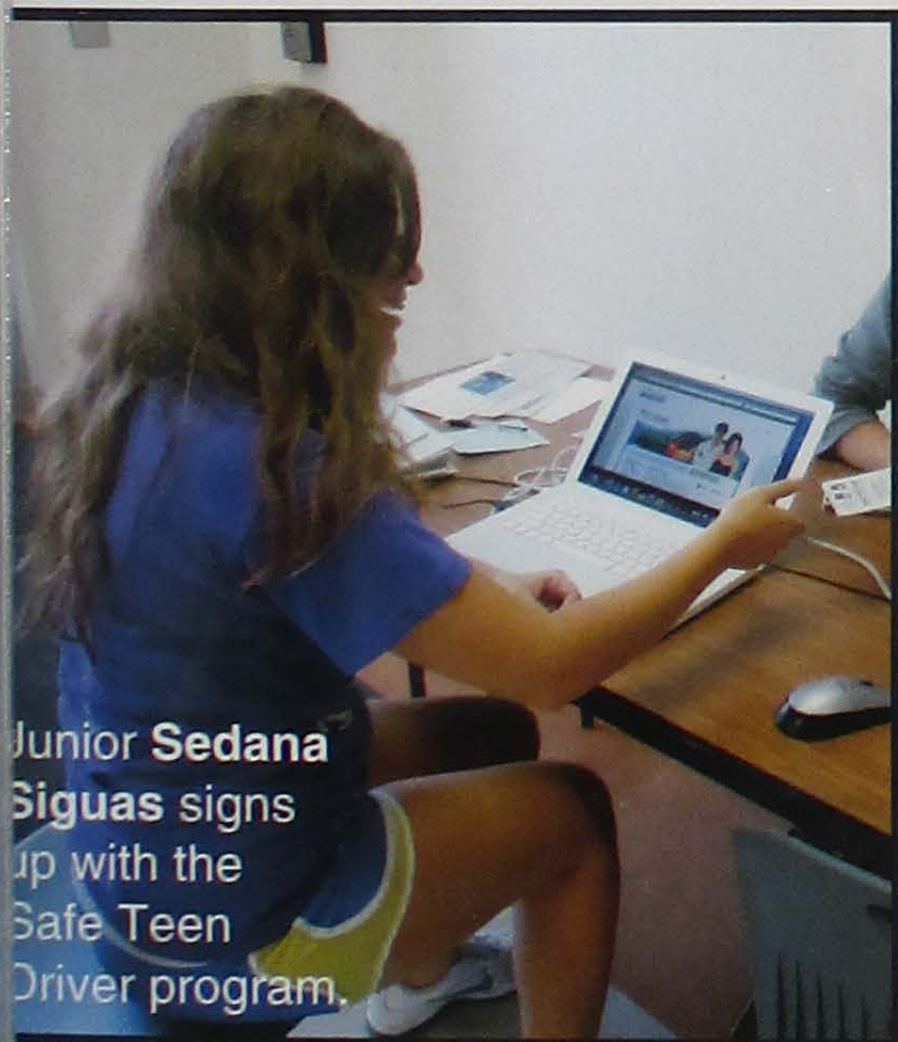 Junior Sedana
Siguas signs
up with the
Safe Teen
Driver program.